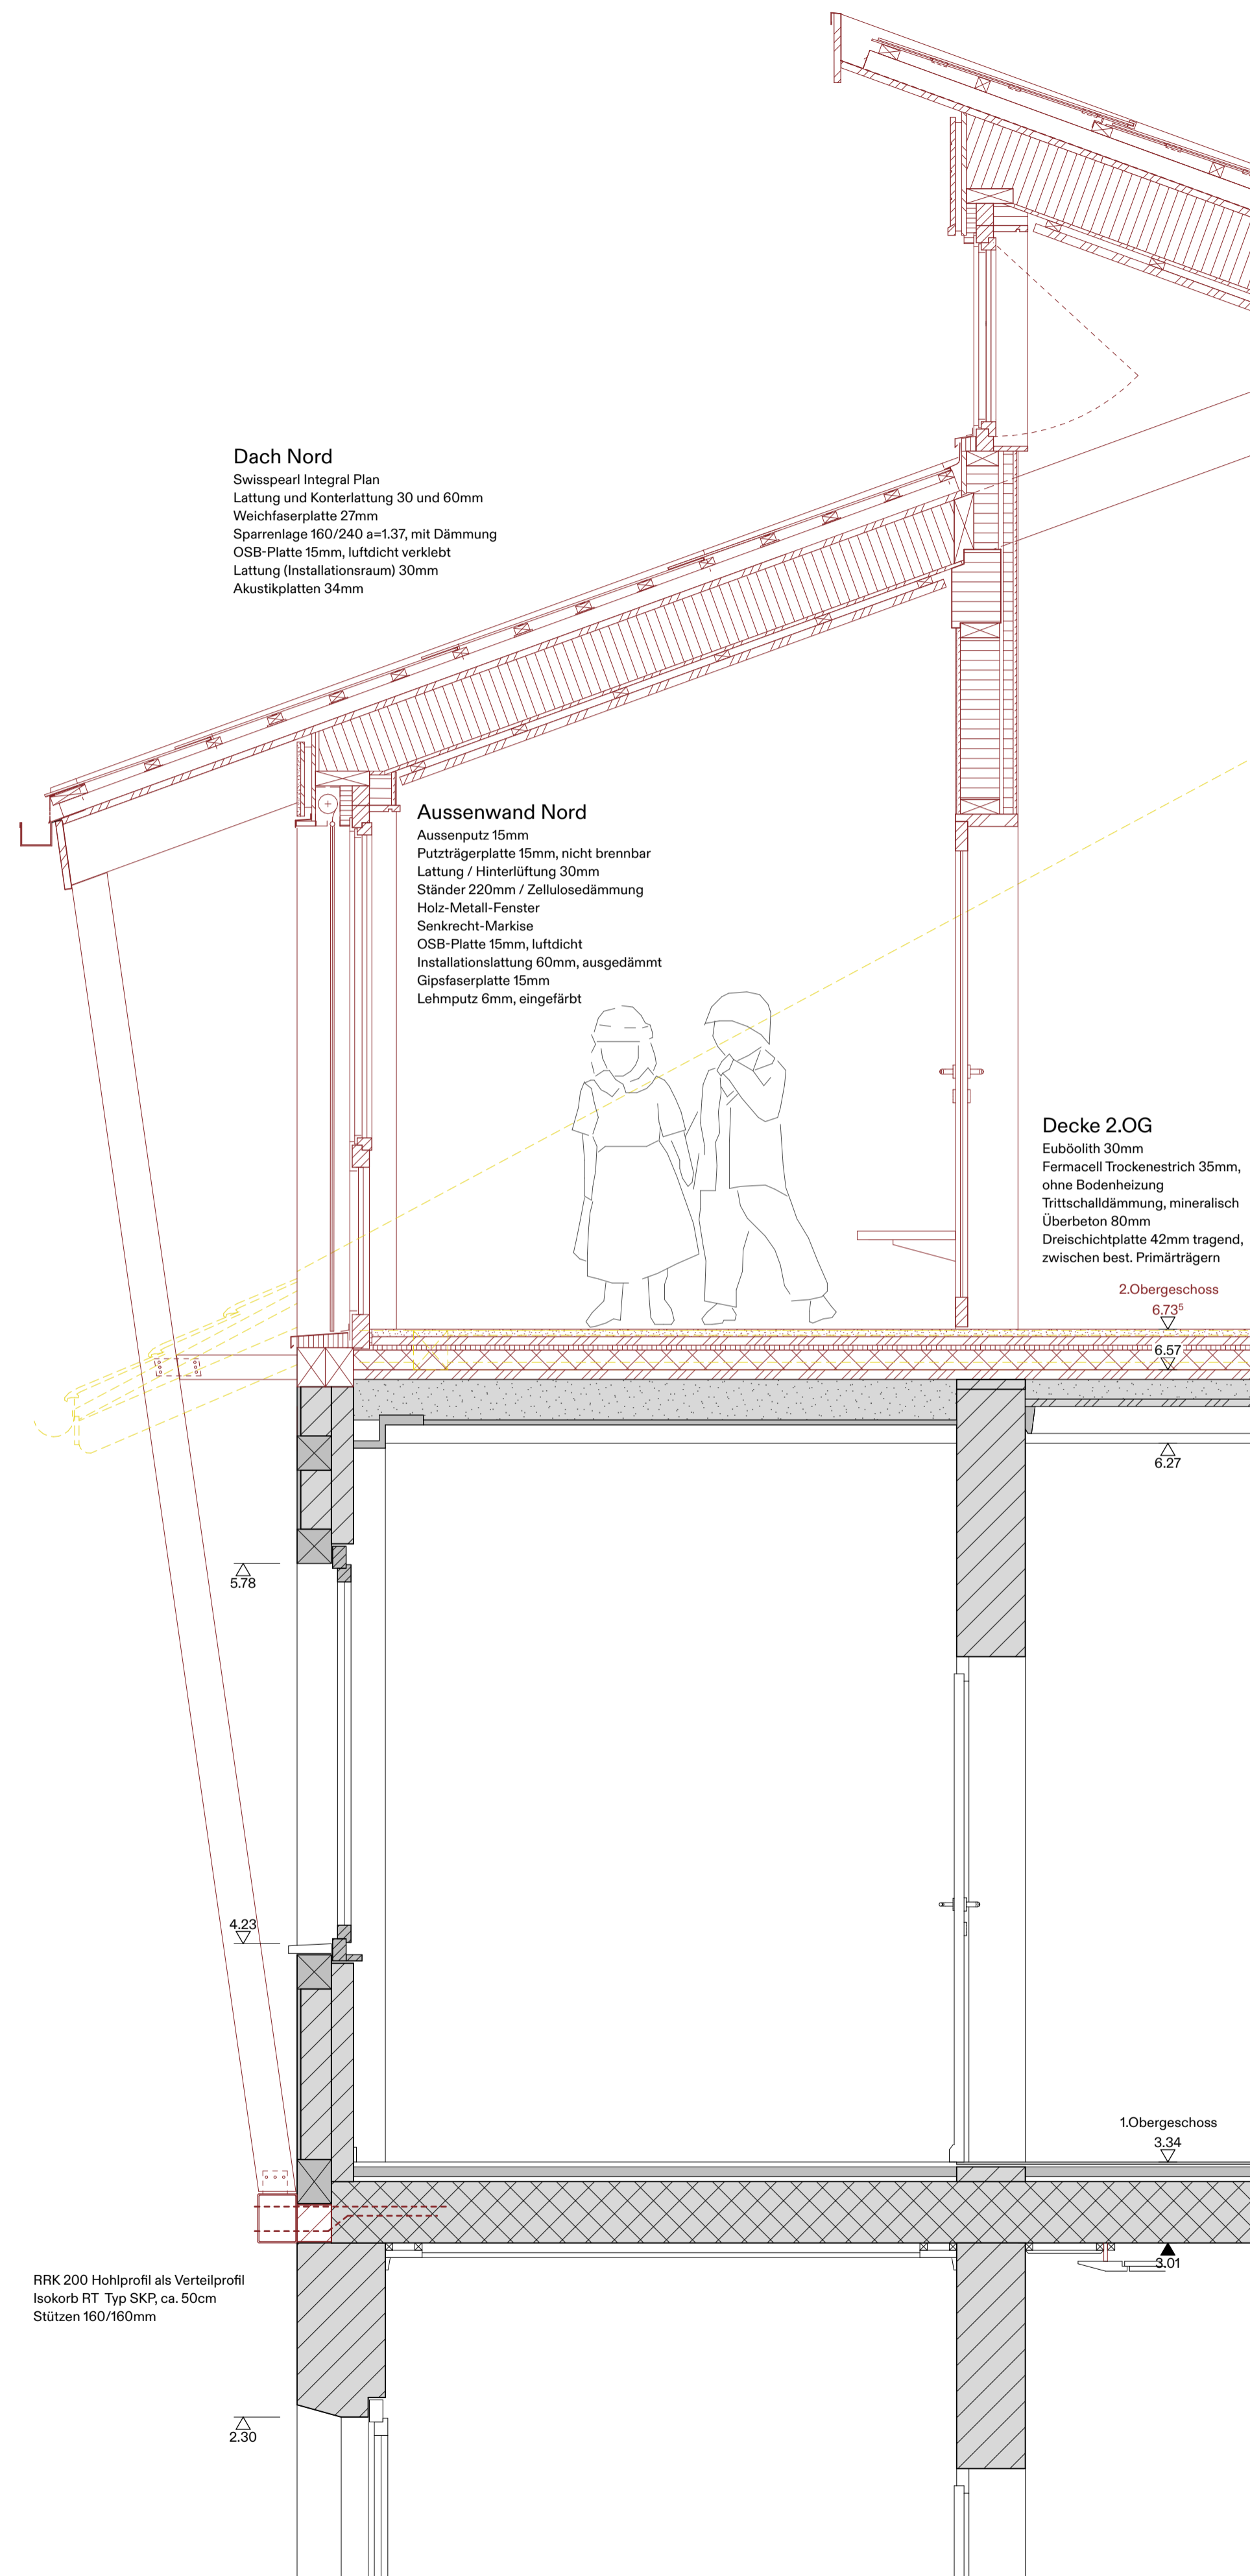 Dach Nord
Swisspearl Integral Plan
Lattung und Konterlattung 30 und 60mm
Weichfaserplatte 27mm
Sparrenlage 160/240 a=1.37, mit Dämmung
OSB-Platte 15mm, luftdicht verklebt
Lattung (Installationsraum) 30mm
Akustikplatten 34mm
Aussenwand Nord
Aussenputz 15mm
Putzträgerplatte 15mm, nicht brennbar
Lattung / Hinterlüftung 30mm
Ständer 220mm / Zellulosedämmung
Holz-Metall-Fenster
Senkrecht-Markise
OSB-Platte 15mm, luftdicht
Installationslattung 60mm, ausgedämmt
Gipsfaserplatte 15mm
Lehmputz 6mm, eingefärbt
Decke 2.OG
Euböolith 30mm
Fermacell Trockenestrich 35mm,
ohne Bodenheizung
Trittschalldämmung, mineralisch
Überbeton 80mm
Dreischichtplatte 42mm tragend,
zwischen best. Primärträgern
2.Obergeschoss
6.73⁵
6.57
6.27
5.78
4.23
1.Obergeschoss
3.34
3.01
RRK 200 Hohlprofil als Verteilprofil
Isokorb RT Typ SKP, ca. 50cm
Stützen 160/160mm
2.30